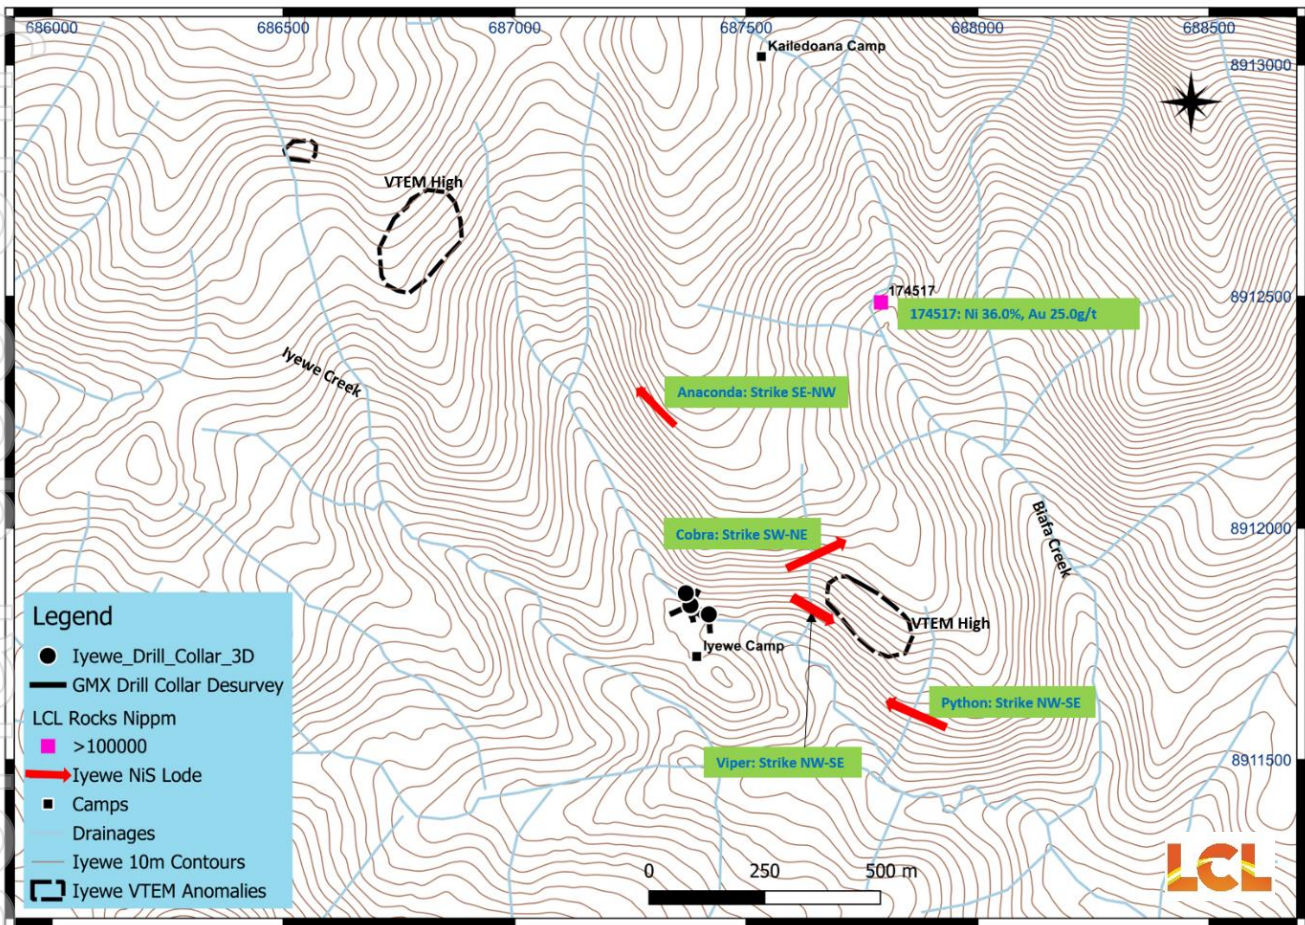 686000
686500
687000
687500
688000
688500
Kailedoana Camp
8913000
VTEM High
174517
8912500
174517: Ni 36.0%, Au 25.0g/t
Iyewe Creek
Anaconda: Strike SE-NW
Cobra: Strike SW-NE
8912000
Biafa Creek
VTEM High
Iyewe Camp
Python: Strike NW-SE
Viper: Strike NW-SE
8911500
Legend
Iyewe_Drill_Collar_3D
GMX Drill Collar Desurvey
LCL Rocks Nippm
>100000
Iyewe NiS Lode
Camps
Drainages
Iyewe 10m Contours
Iyewe VTEM Anomalies
0 250 500 m
LCL